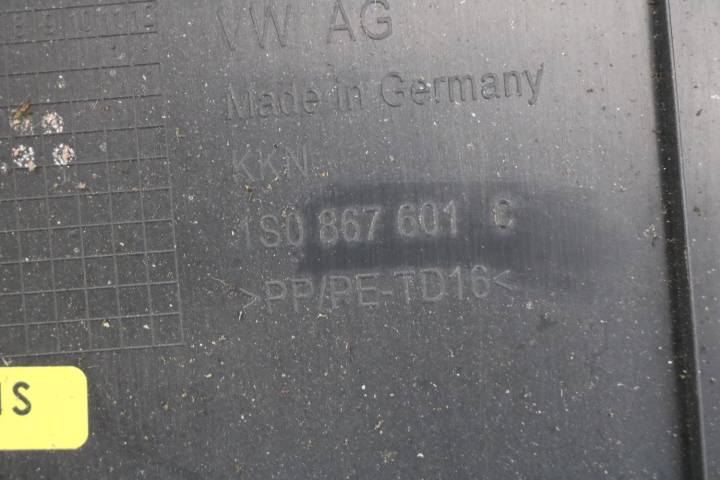 VW AG
Made in Germany
KKN
1S0 867 601 C
>PP/PE-TD16<